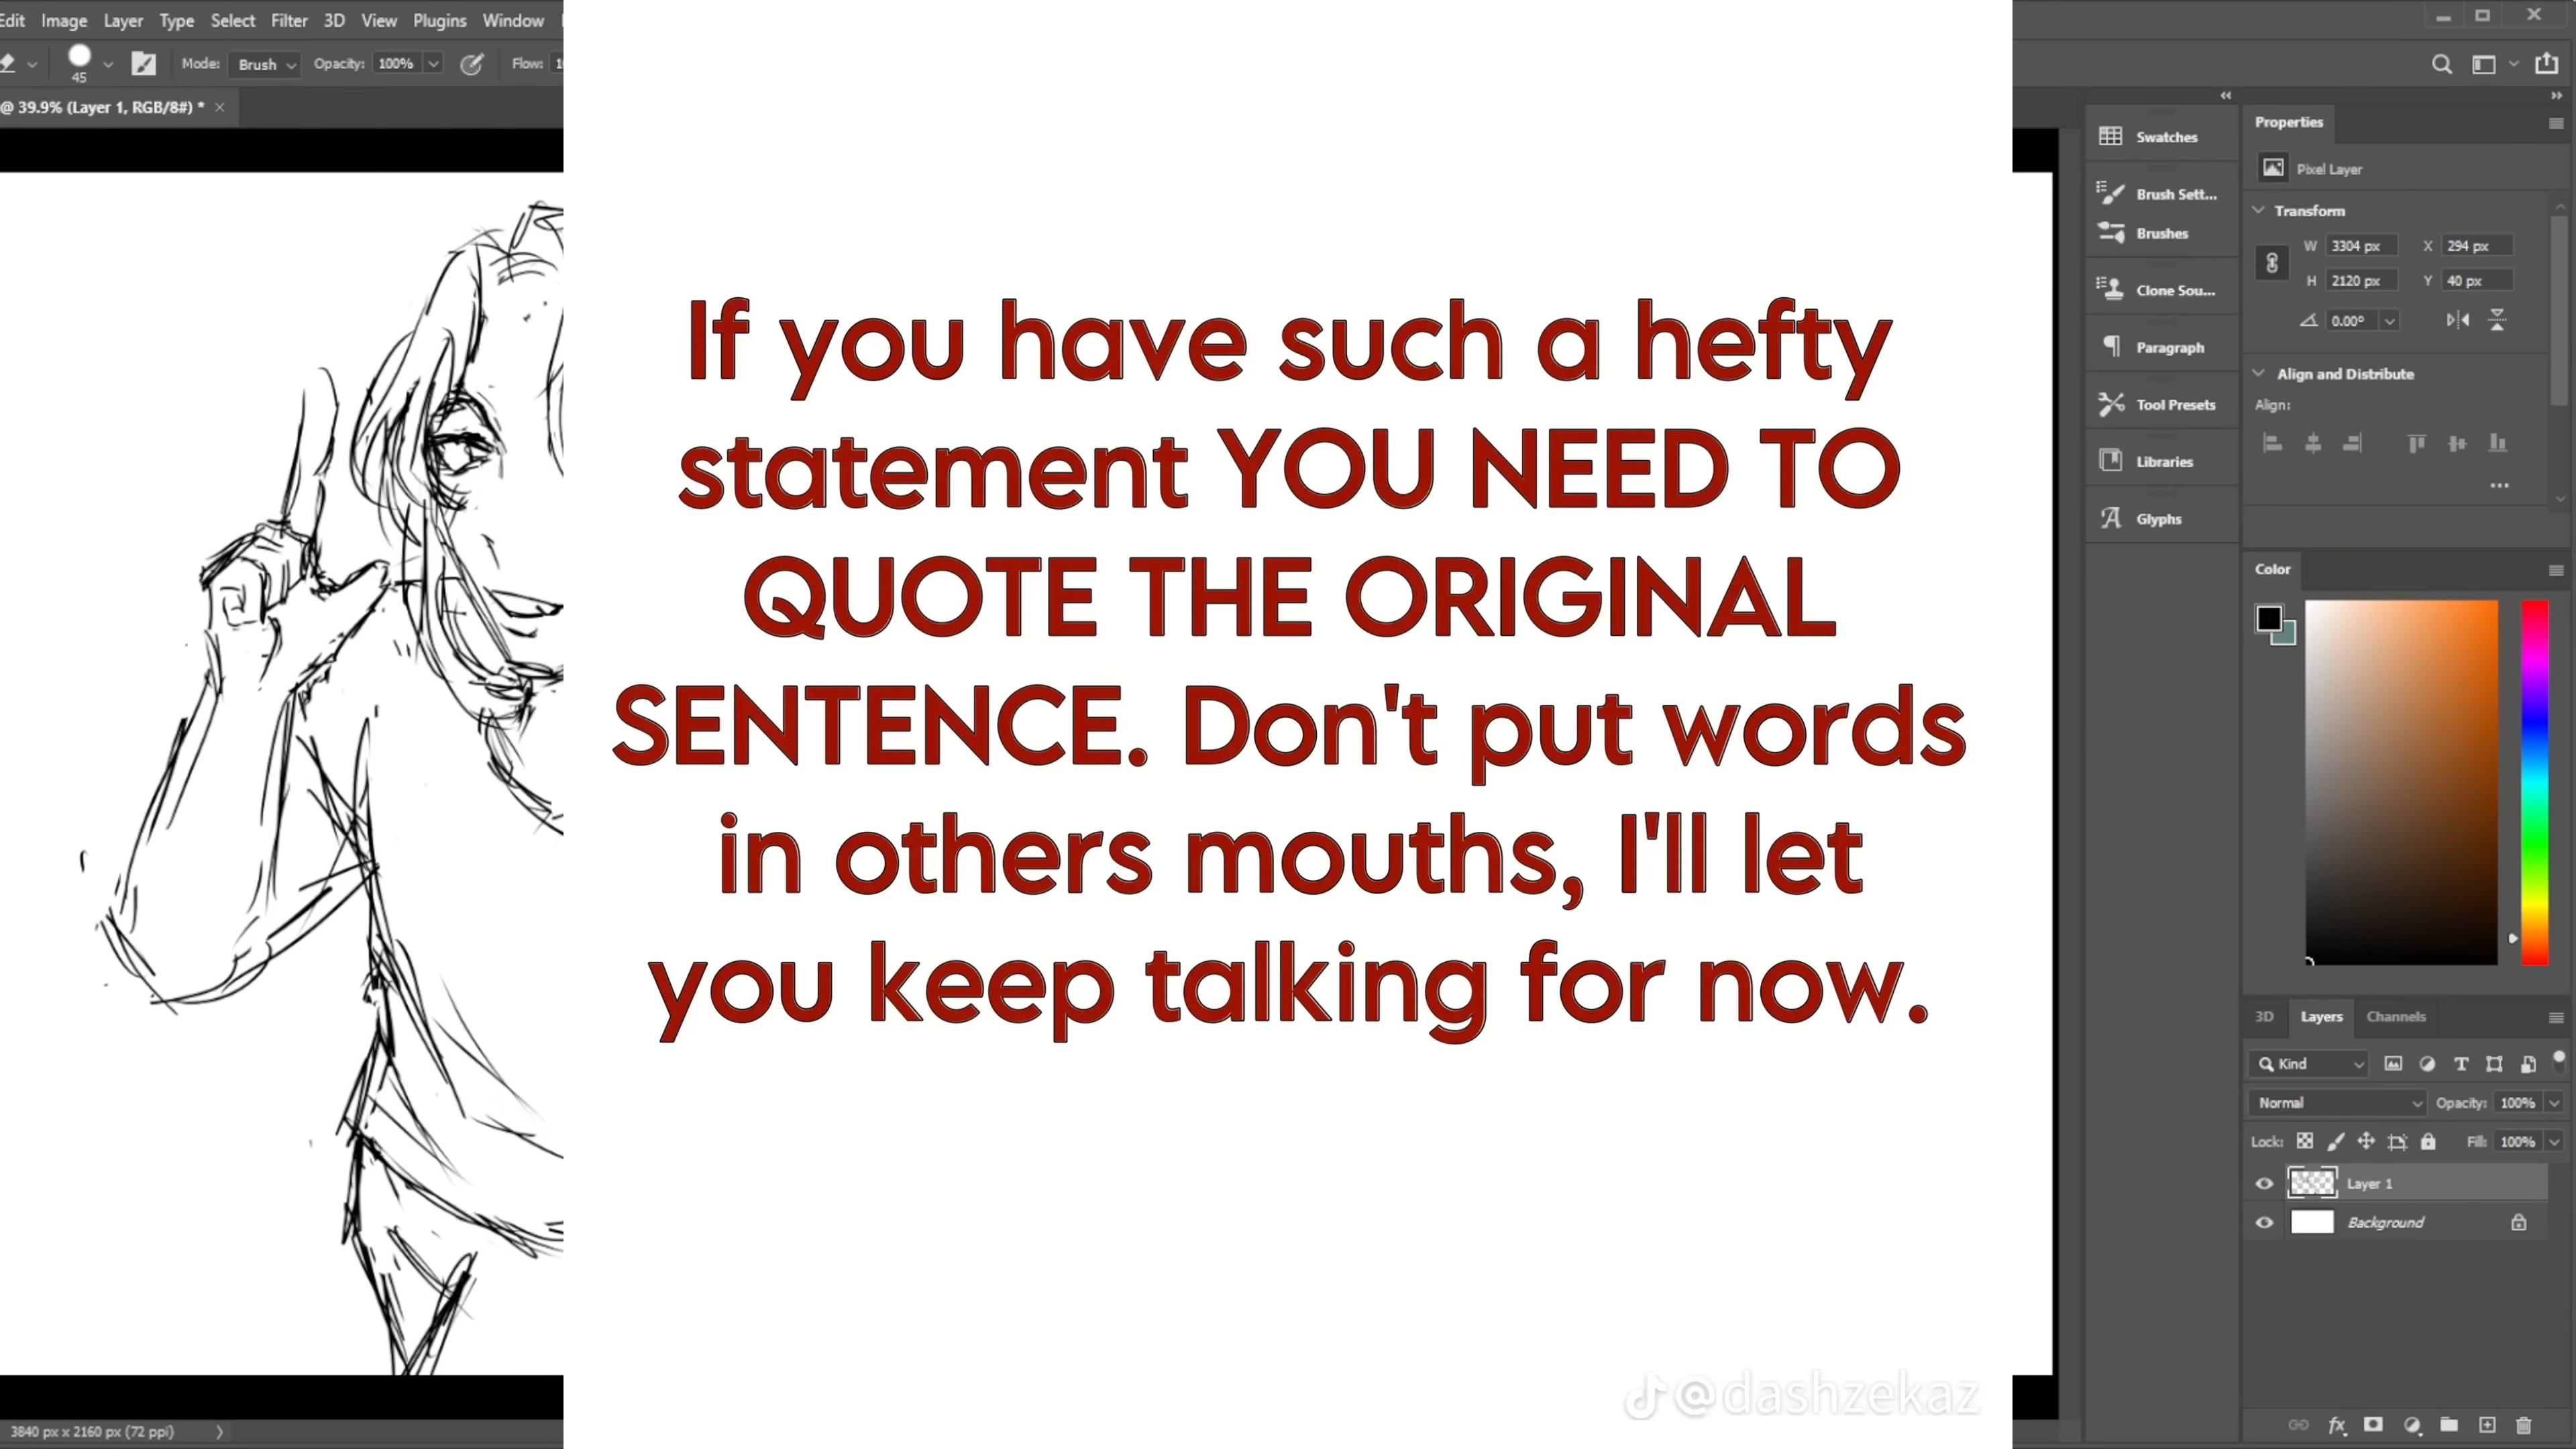 Edit Image Layer Type Select Filter 3D View Plugins Window
45 Mode: Brush Opacity: 100% Flow:
@ 39.9% (Layer 1, RGB/8#) * ×
If you have such a hefty
statement YOU NEED TO
QUOTE THE ORIGINAL
SENTENCE. Don't put words
in others mouths, I'll let
you keep talking for now.
@dashzekaz
3840 px x 2160 px (72 ppi)
Swatches
Brush Sett...
Brushes
Clone Sou...
Paragraph
Tool Presets
Libraries
Glyphs
Properties
Pixel Layer
Transform
W 3304 px X 294 px
H 2120 px Y 40 px
0.00°
Align and Distribute
Align:
Color
3D Layers Channels
Kind
Normal Opacity: 100%
Lock: Fill: 100%
Layer 1
Background